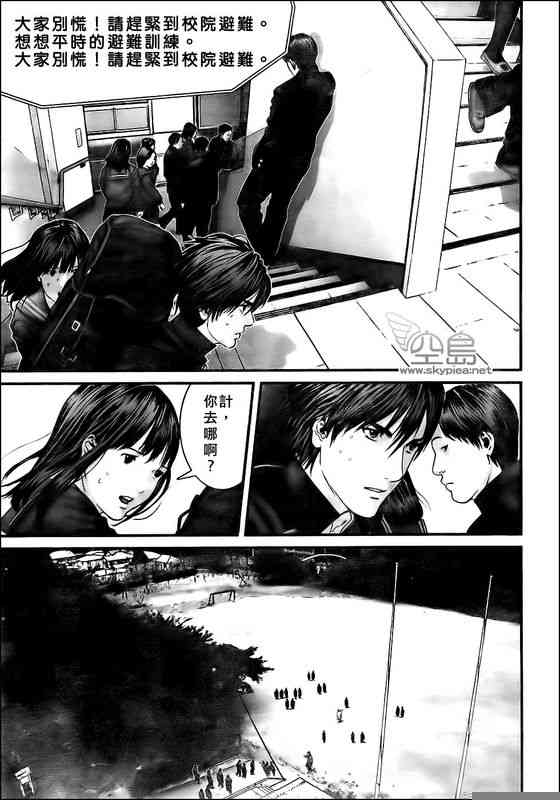 大家別慌！請趕緊到校院避難。
想想平時的避難訓練。
大家別慌！請趕緊到校院避難。
空島
www.skypiea.net
計，
你去哪啊？